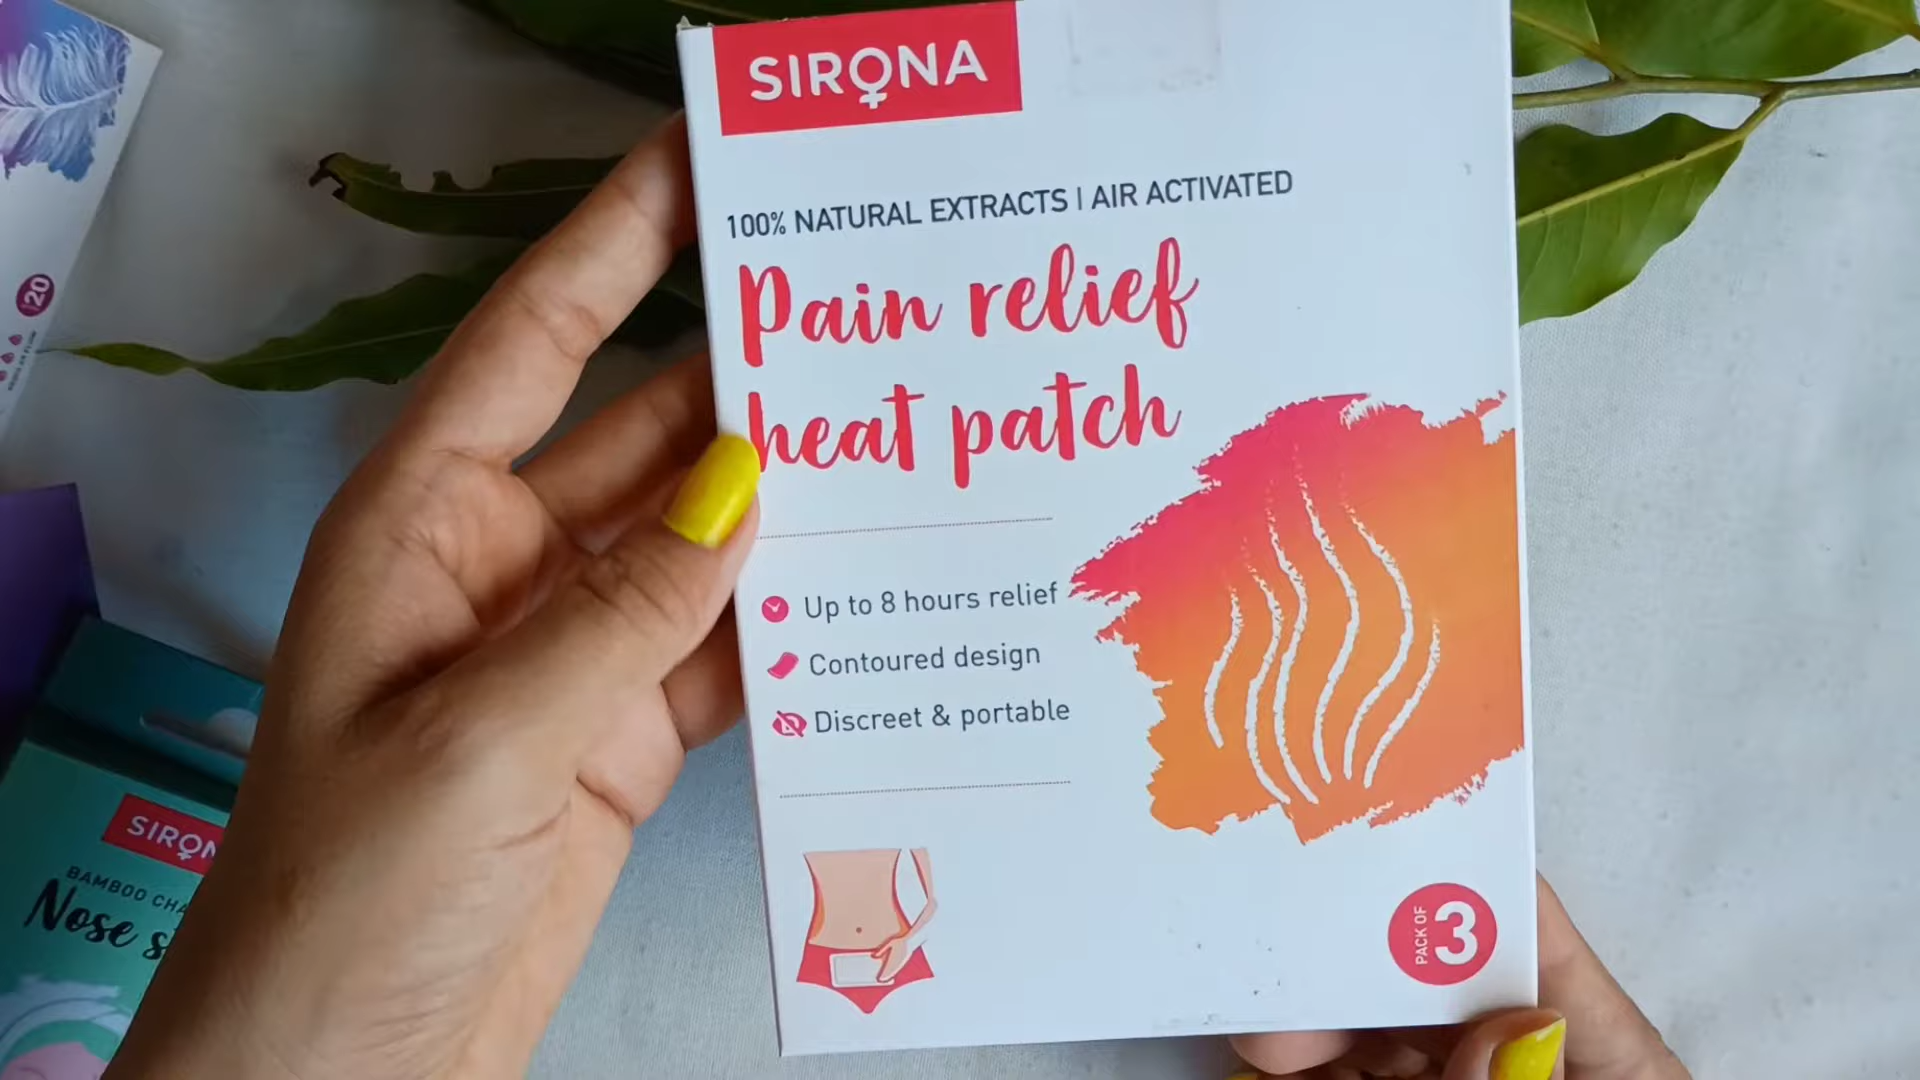 SIRONA
100% NATURAL EXTRACTS | AIR ACTIVATED
Pain relief
heat patch
Up to 8 hours relief
Contoured design
Discreet & portable
PACK OF
3
20
SIRON
BAMBOO CHA
Nose s